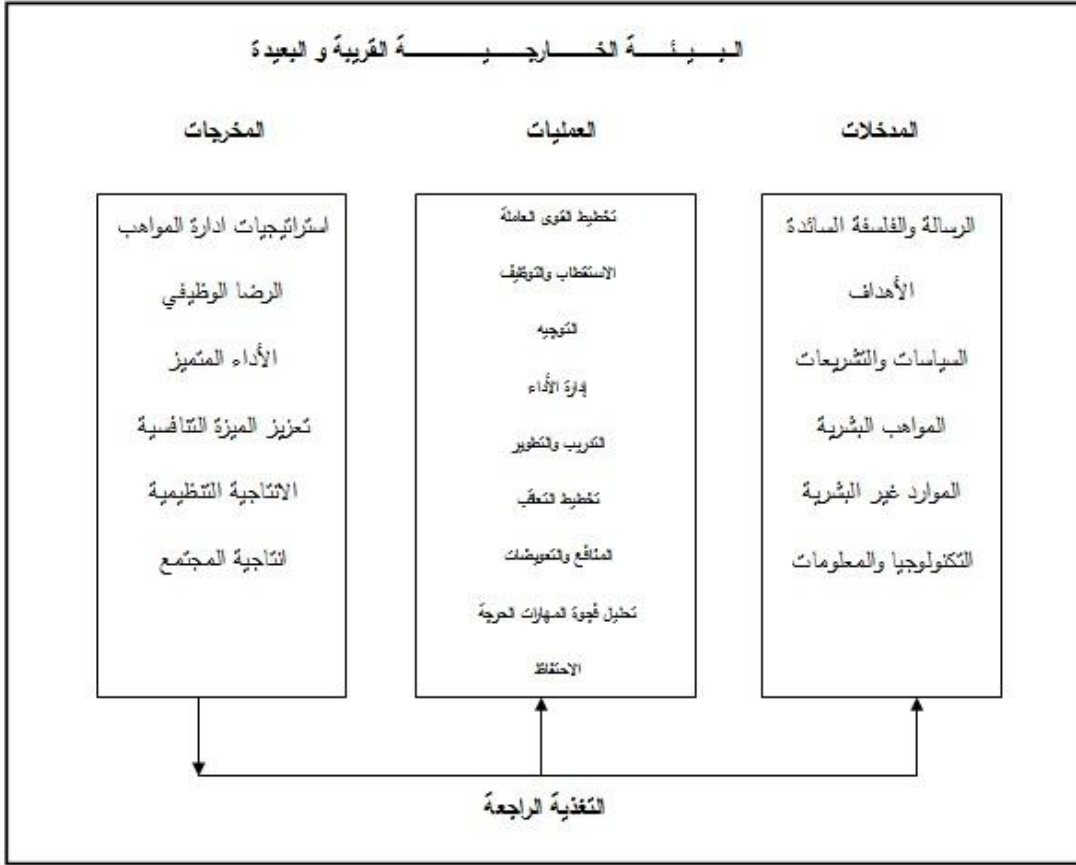 البيئة الخارجية القريبة و البعيدة
المدخلات
الرسالة والفلسفة السائدة
الأهداف
السياسات والتشريعات
المواهب البشرية
الموارد غير البشرية
التكنولوجيا والمعلومات
العمليات
تخطيط القوى العاملة
الاستقطاب والتوظيف
التوجيه
إدارة الأداء
التدريب والتطوير
تخطيط التعاقب
المنافع والتعويضات
تحليل فجوة المهارات الحرجة
الاحتفاظ
المخرجات
استراتيجيات ادارة المواهب
الرضا الوظيفي
الأداء المتميز
تعزيز الميزة التنافسية
الانتاجية التنظيمية
انتاجية المجتمع
التغذية الراجعة